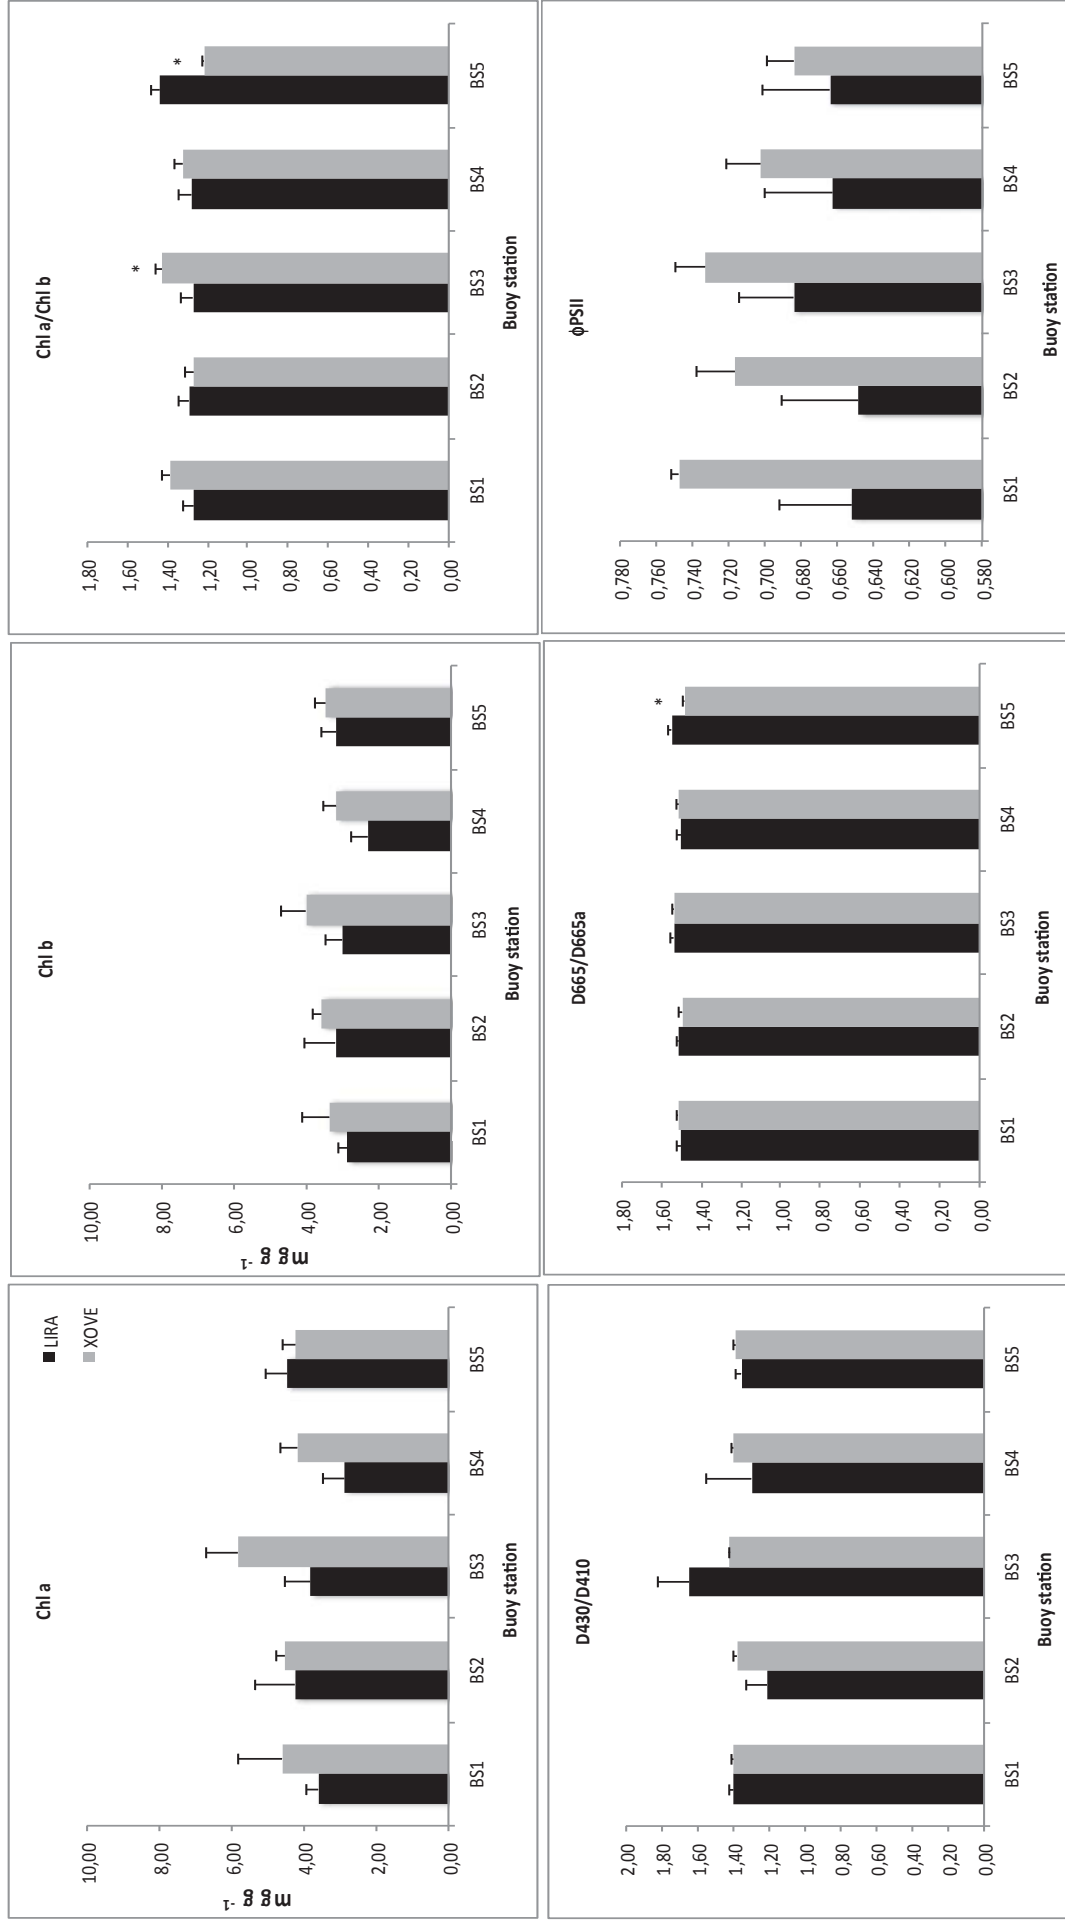 Chl a
LIRA
XOVE
10,00
8,00
6,00
4,00
2,00
0,00
mg g -1
BS1 BS2 BS3 BS4 BS5
Buoy station
Chl b
10,00
8,00
6,00
4,00
2,00
0,00
mg g -1
BS1 BS2 BS3 BS4 BS5
Buoy station
Chl a/Chl b
1,80
1,60
1,40
1,20
1,00
0,80
0,60
0,40
0,20
0,00
*
*
BS1 BS2 BS3 BS4 BS5
Buoy station
D430/D410
2,00
1,80
1,60
1,40
1,20
1,00
0,80
0,60
0,40
0,20
0,00
BS1 BS2 BS3 BS4 BS5
Buoy station
D665/D665a
1,80
1,60
1,40
1,20
1,00
0,80
0,60
0,40
0,20
0,00
*
BS1 BS2 BS3 BS4 BS5
Buoy station
ϕPSII
0,780
0,760
0,740
0,720
0,700
0,680
0,660
0,640
0,620
0,600
0,580
BS1 BS2 BS3 BS4 BS5
Buoy station